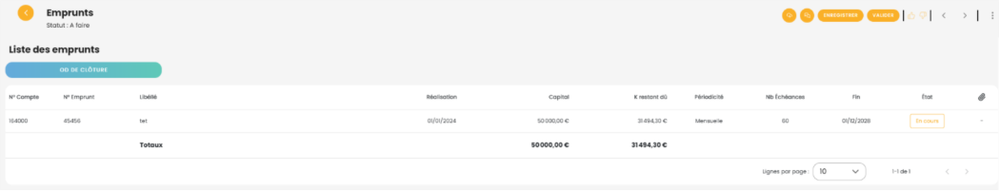 Emprunts
Statut : A faire
ENREGISTRER
VALIDER
Liste des emprunts
OD DE CLÔTURE
N° Compte N° Emprunt Libéllé Réalisation Capital K restant dû Périodicité Nb Échéances Fin État
164000 45456 tet 01/01/2024 50 000,00 € 31 494,30 € Mensuelle 60 01/12/2028 En cours -
Totaux 50 000,00 € 31 494,30 €
Lignes par page : 10 1-1 de 1